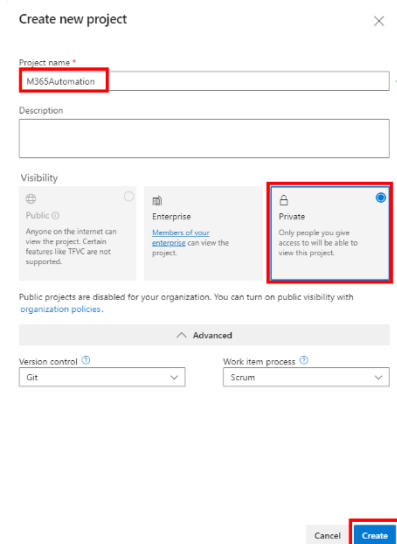 Create new project
Project name *
M365Automation
Description
Visibility
Public
Anyone on the internet can
view the project. Certain
features like TFVC are not
supported.
Enterprise
Members of your
enterprise can view the
project.
Private
Only people you give
access to will be able to
view this project.
Public projects are disabled for your organization. You can turn on public visibility with
organization policies.
Advanced
Version control
Work item process
Git
Scrum
Cancel
Create